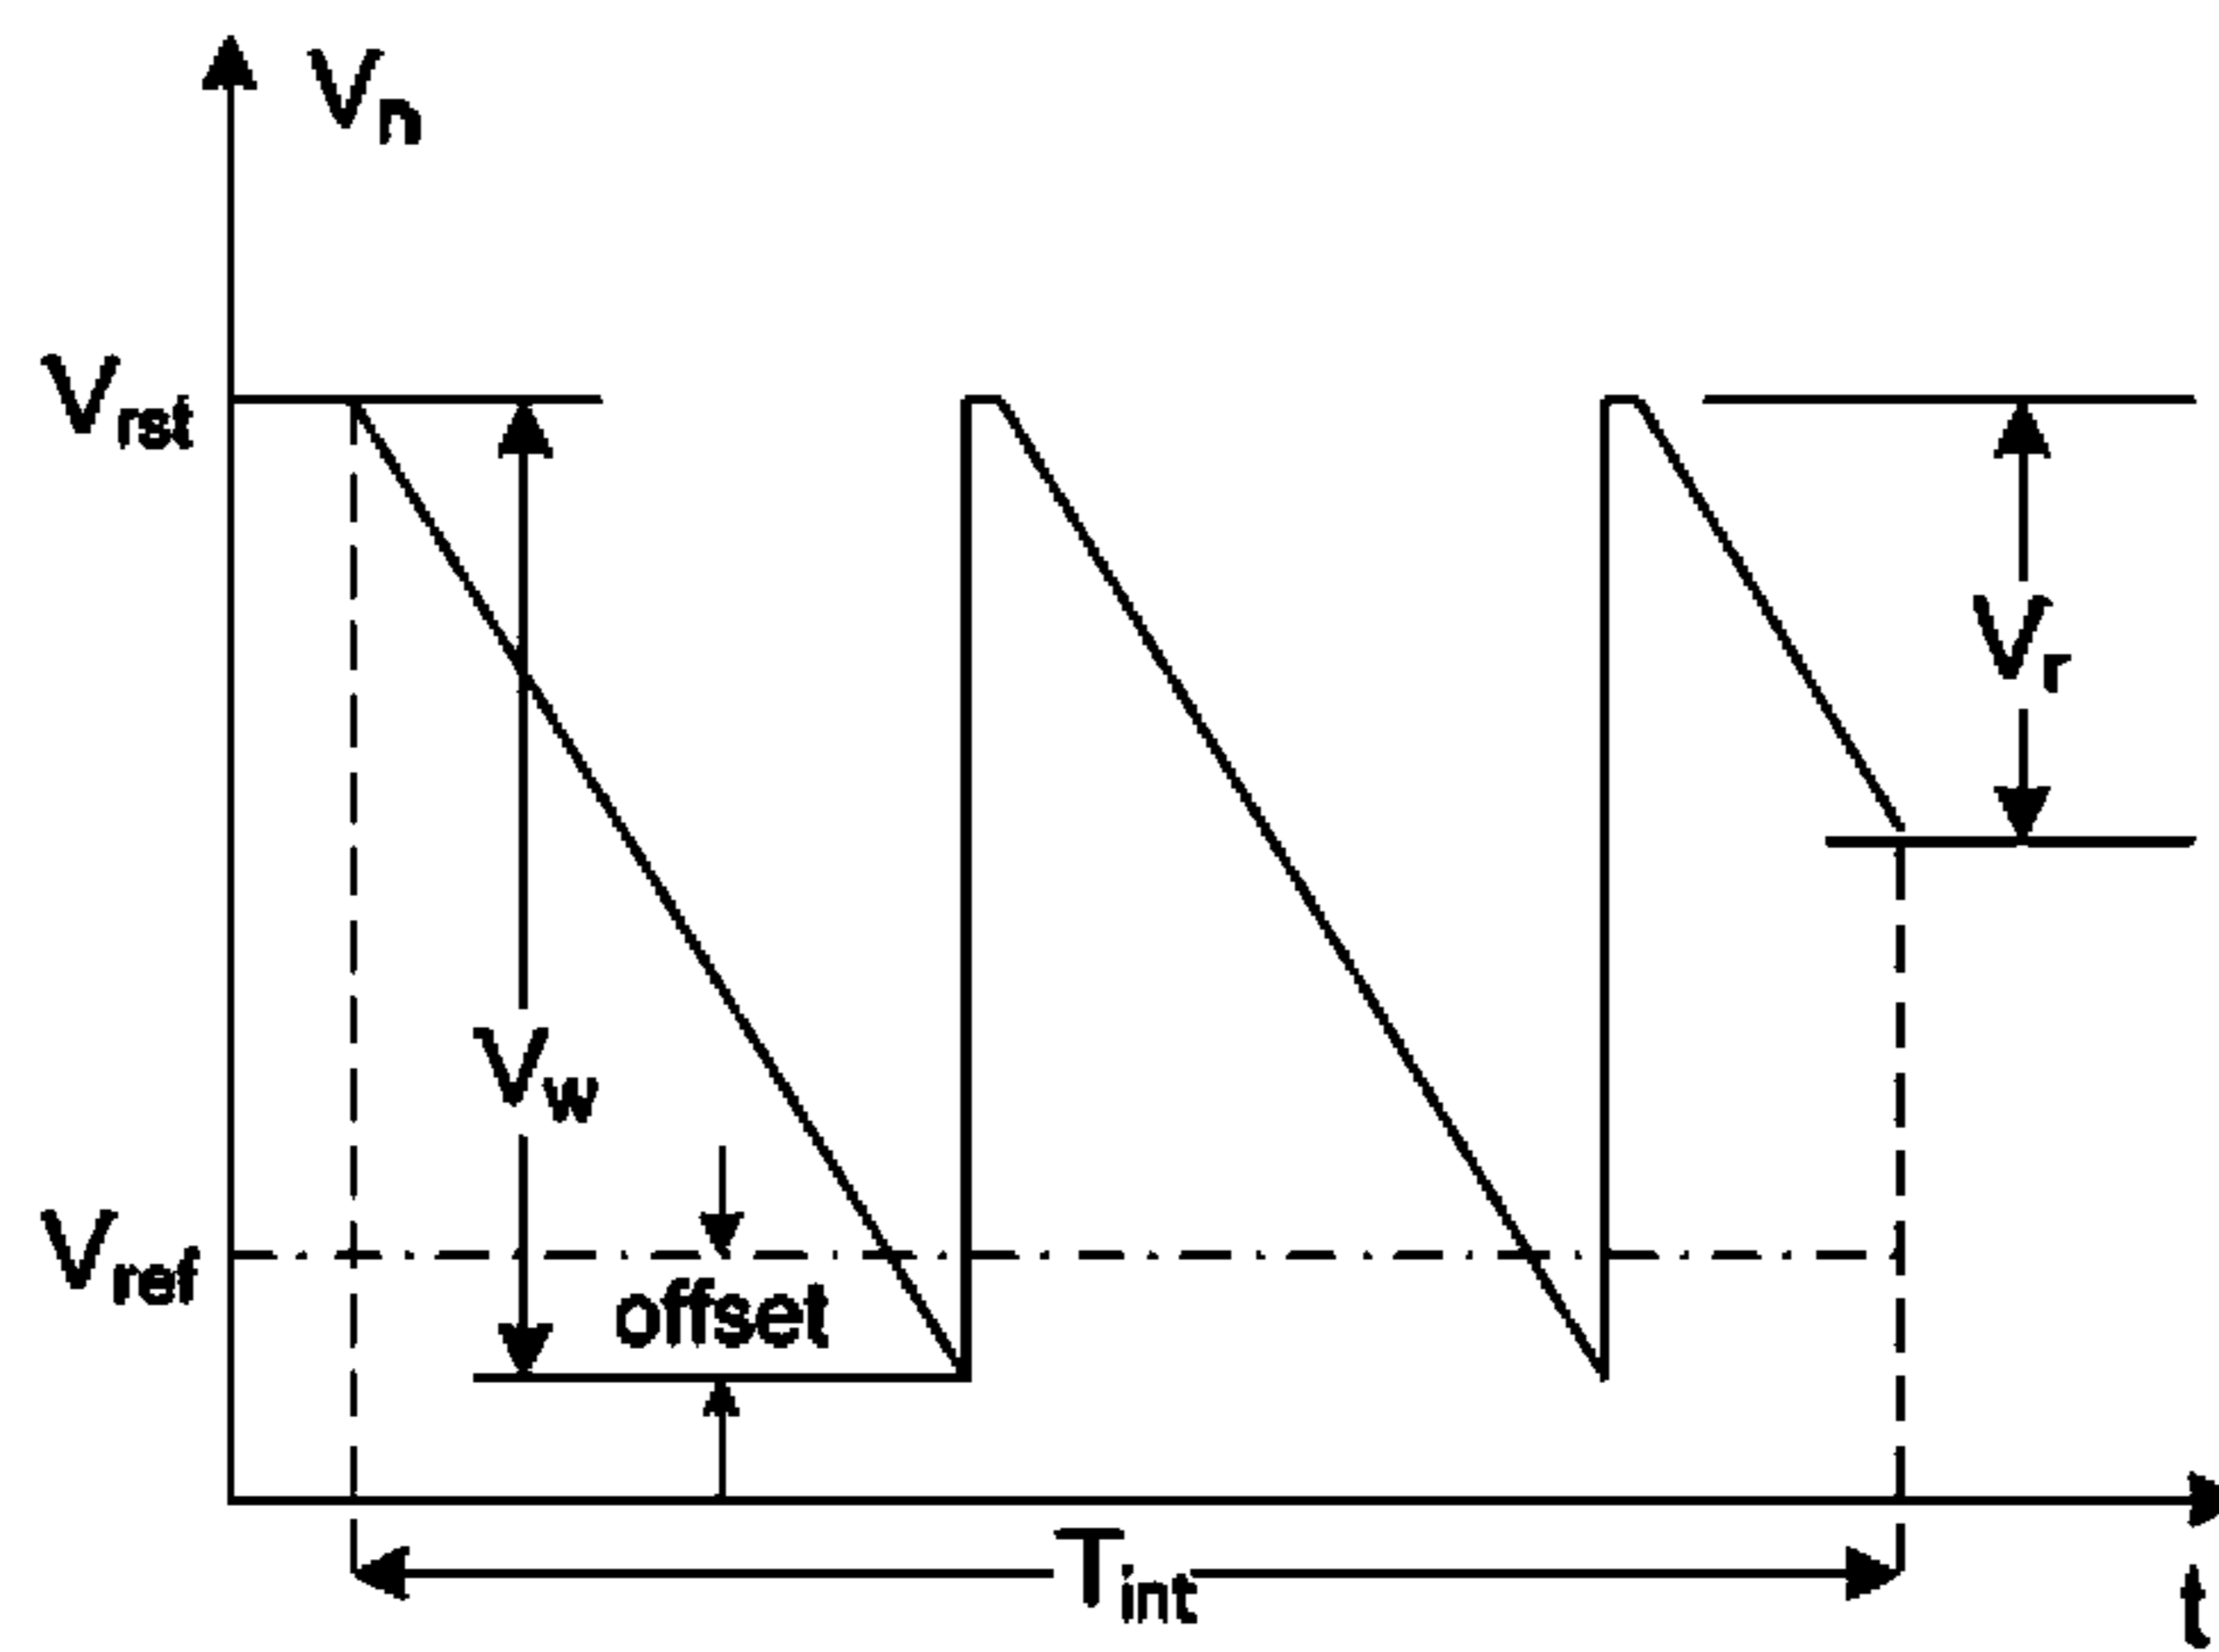 Vn
Vrst
Vr
Vw
Vref
offset
Tint
t